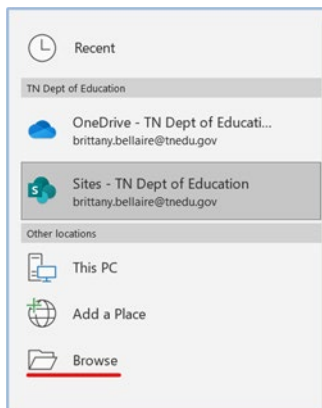 Recent
TN Dept of Education
OneDrive - TN Dept of Educati...
brittany.bellaire@tnedu.gov
Sites - TN Dept of Education
brittany.bellaire@tnedu.gov
Other locations
This PC
Add a Place
Browse